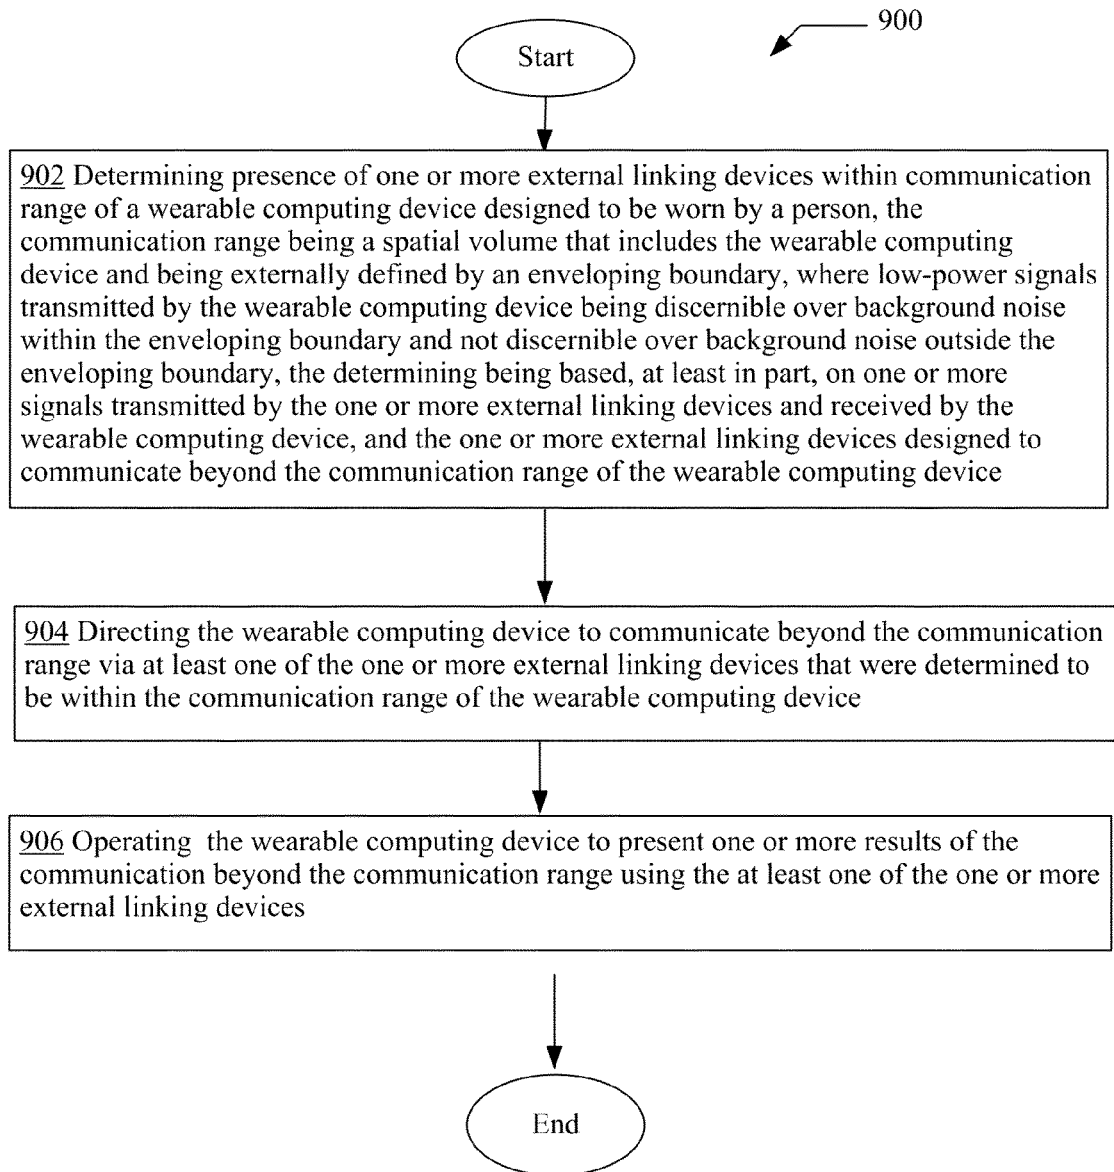 900
Start
902 Determining presence of one or more external linking devices within communication
range of a wearable computing device designed to be worn by a person, the
communication range being a spatial volume that includes the wearable computing
device and being externally defined by an enveloping boundary, where low-power signals
transmitted by the wearable computing device being discernible over background noise
within the enveloping boundary and not discernible over background noise outside the
enveloping boundary, the determining being based, at least in part, on one or more
signals transmitted by the one or more external linking devices and received by the
wearable computing device, and the one or more external linking devices designed to
communicate beyond the communication range of the wearable computing device
904 Directing the wearable computing device to communicate beyond the communication
range via at least one of the one or more external linking devices that were determined to
be within the communication range of the wearable computing device
906 Operating the wearable computing device to present one or more results of the
communication beyond the communication range using the at least one of the one or more
external linking devices
End